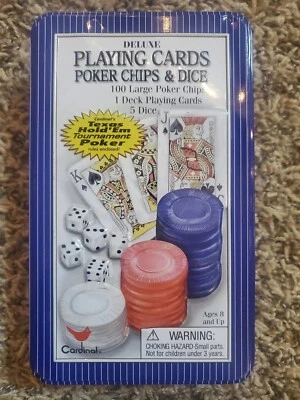 DELUXE
PLAYING CARDS
POKER CHIPS & DICE
100 Large Poker Chips
1 Deck Playing Cards
5 Dice
Cardinal's
Texas
Hold'Em
Tournament
Poker
rules enclosed!
K
J
Ages 8
and Up
WARNING:
CHOKING HAZARD-Small parts.
Not for children under 3 years.
Cardinal